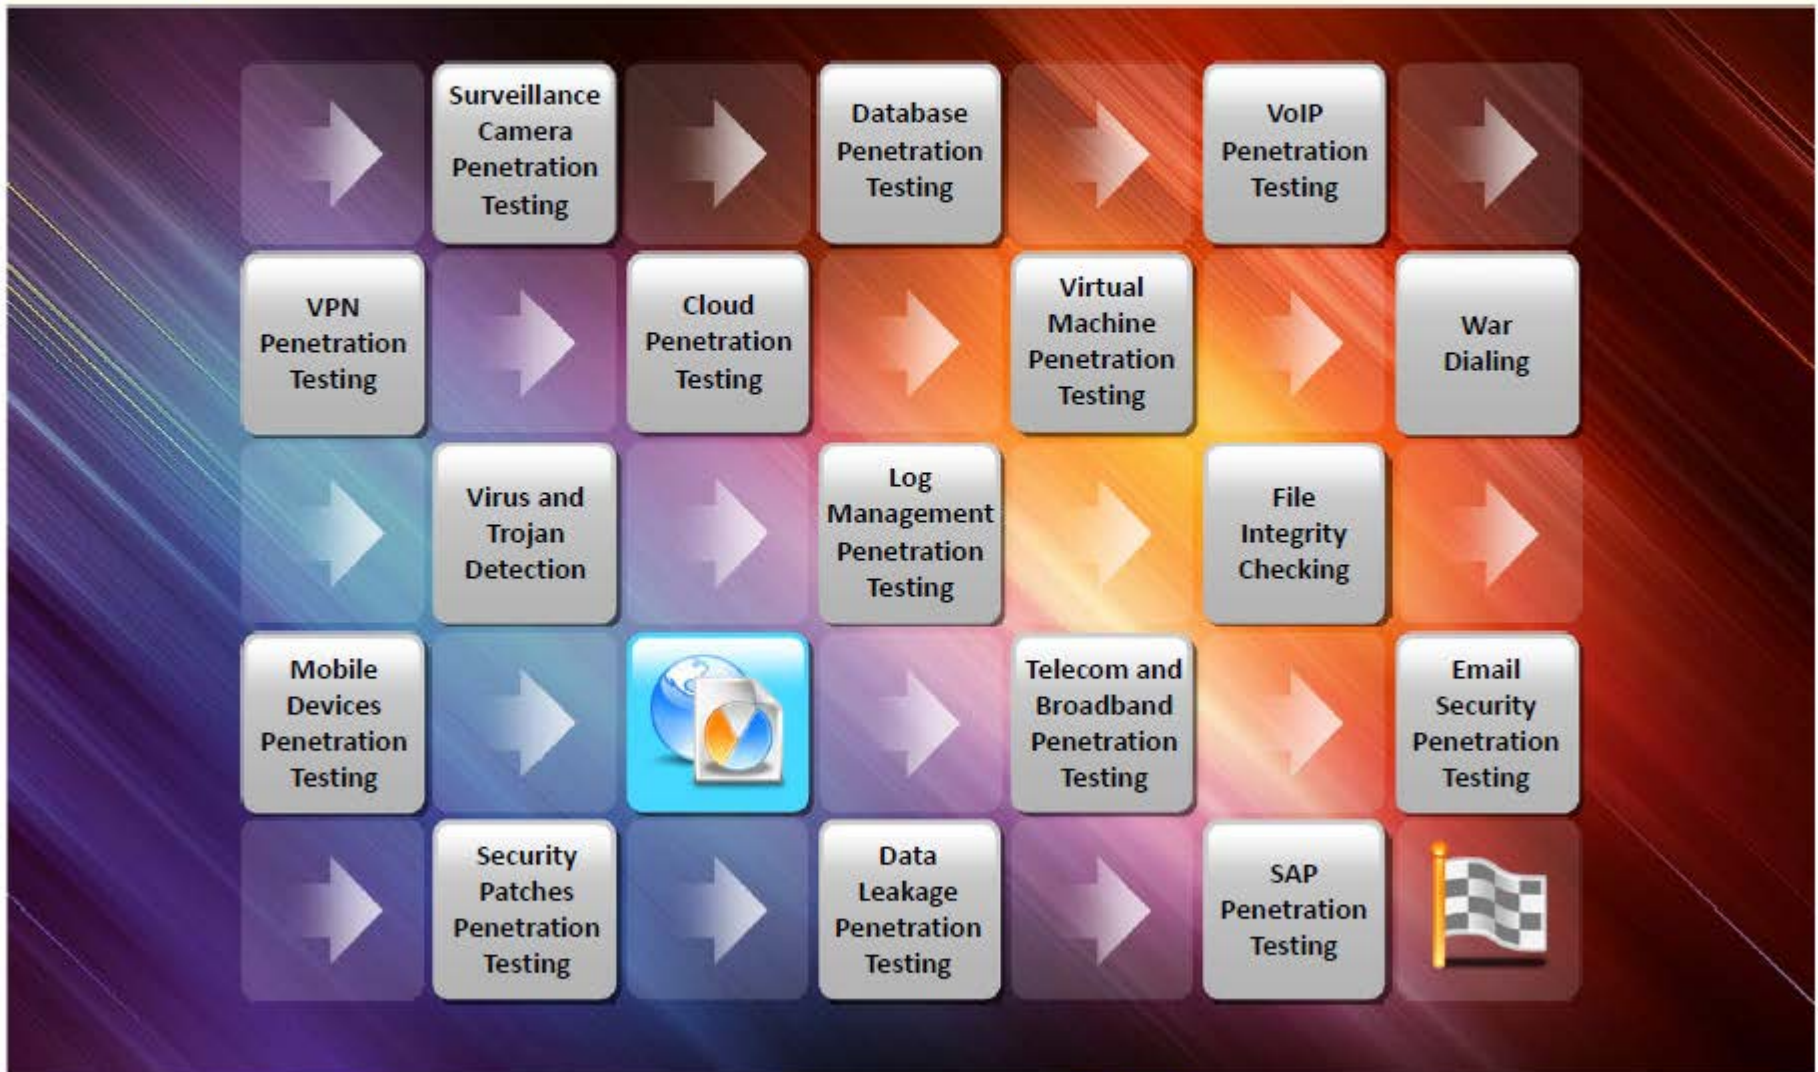 Surveillance
Camera
Penetration
Testing
Database
Penetration
Testing
VoIP
Penetration
Testing
VPN
Penetration
Testing
Cloud
Penetration
Testing
Virtual
Machine
Penetration
Testing
War
Dialing
Virus and
Trojan
Detection
Log
Management
Penetration
Testing
File
Integrity
Checking
Mobile
Devices
Penetration
Testing
Telecom and
Broadband
Penetration
Testing
Email
Security
Penetration
Testing
Security
Patches
Penetration
Testing
Data
Leakage
Penetration
Testing
SAP
Penetration
Testing